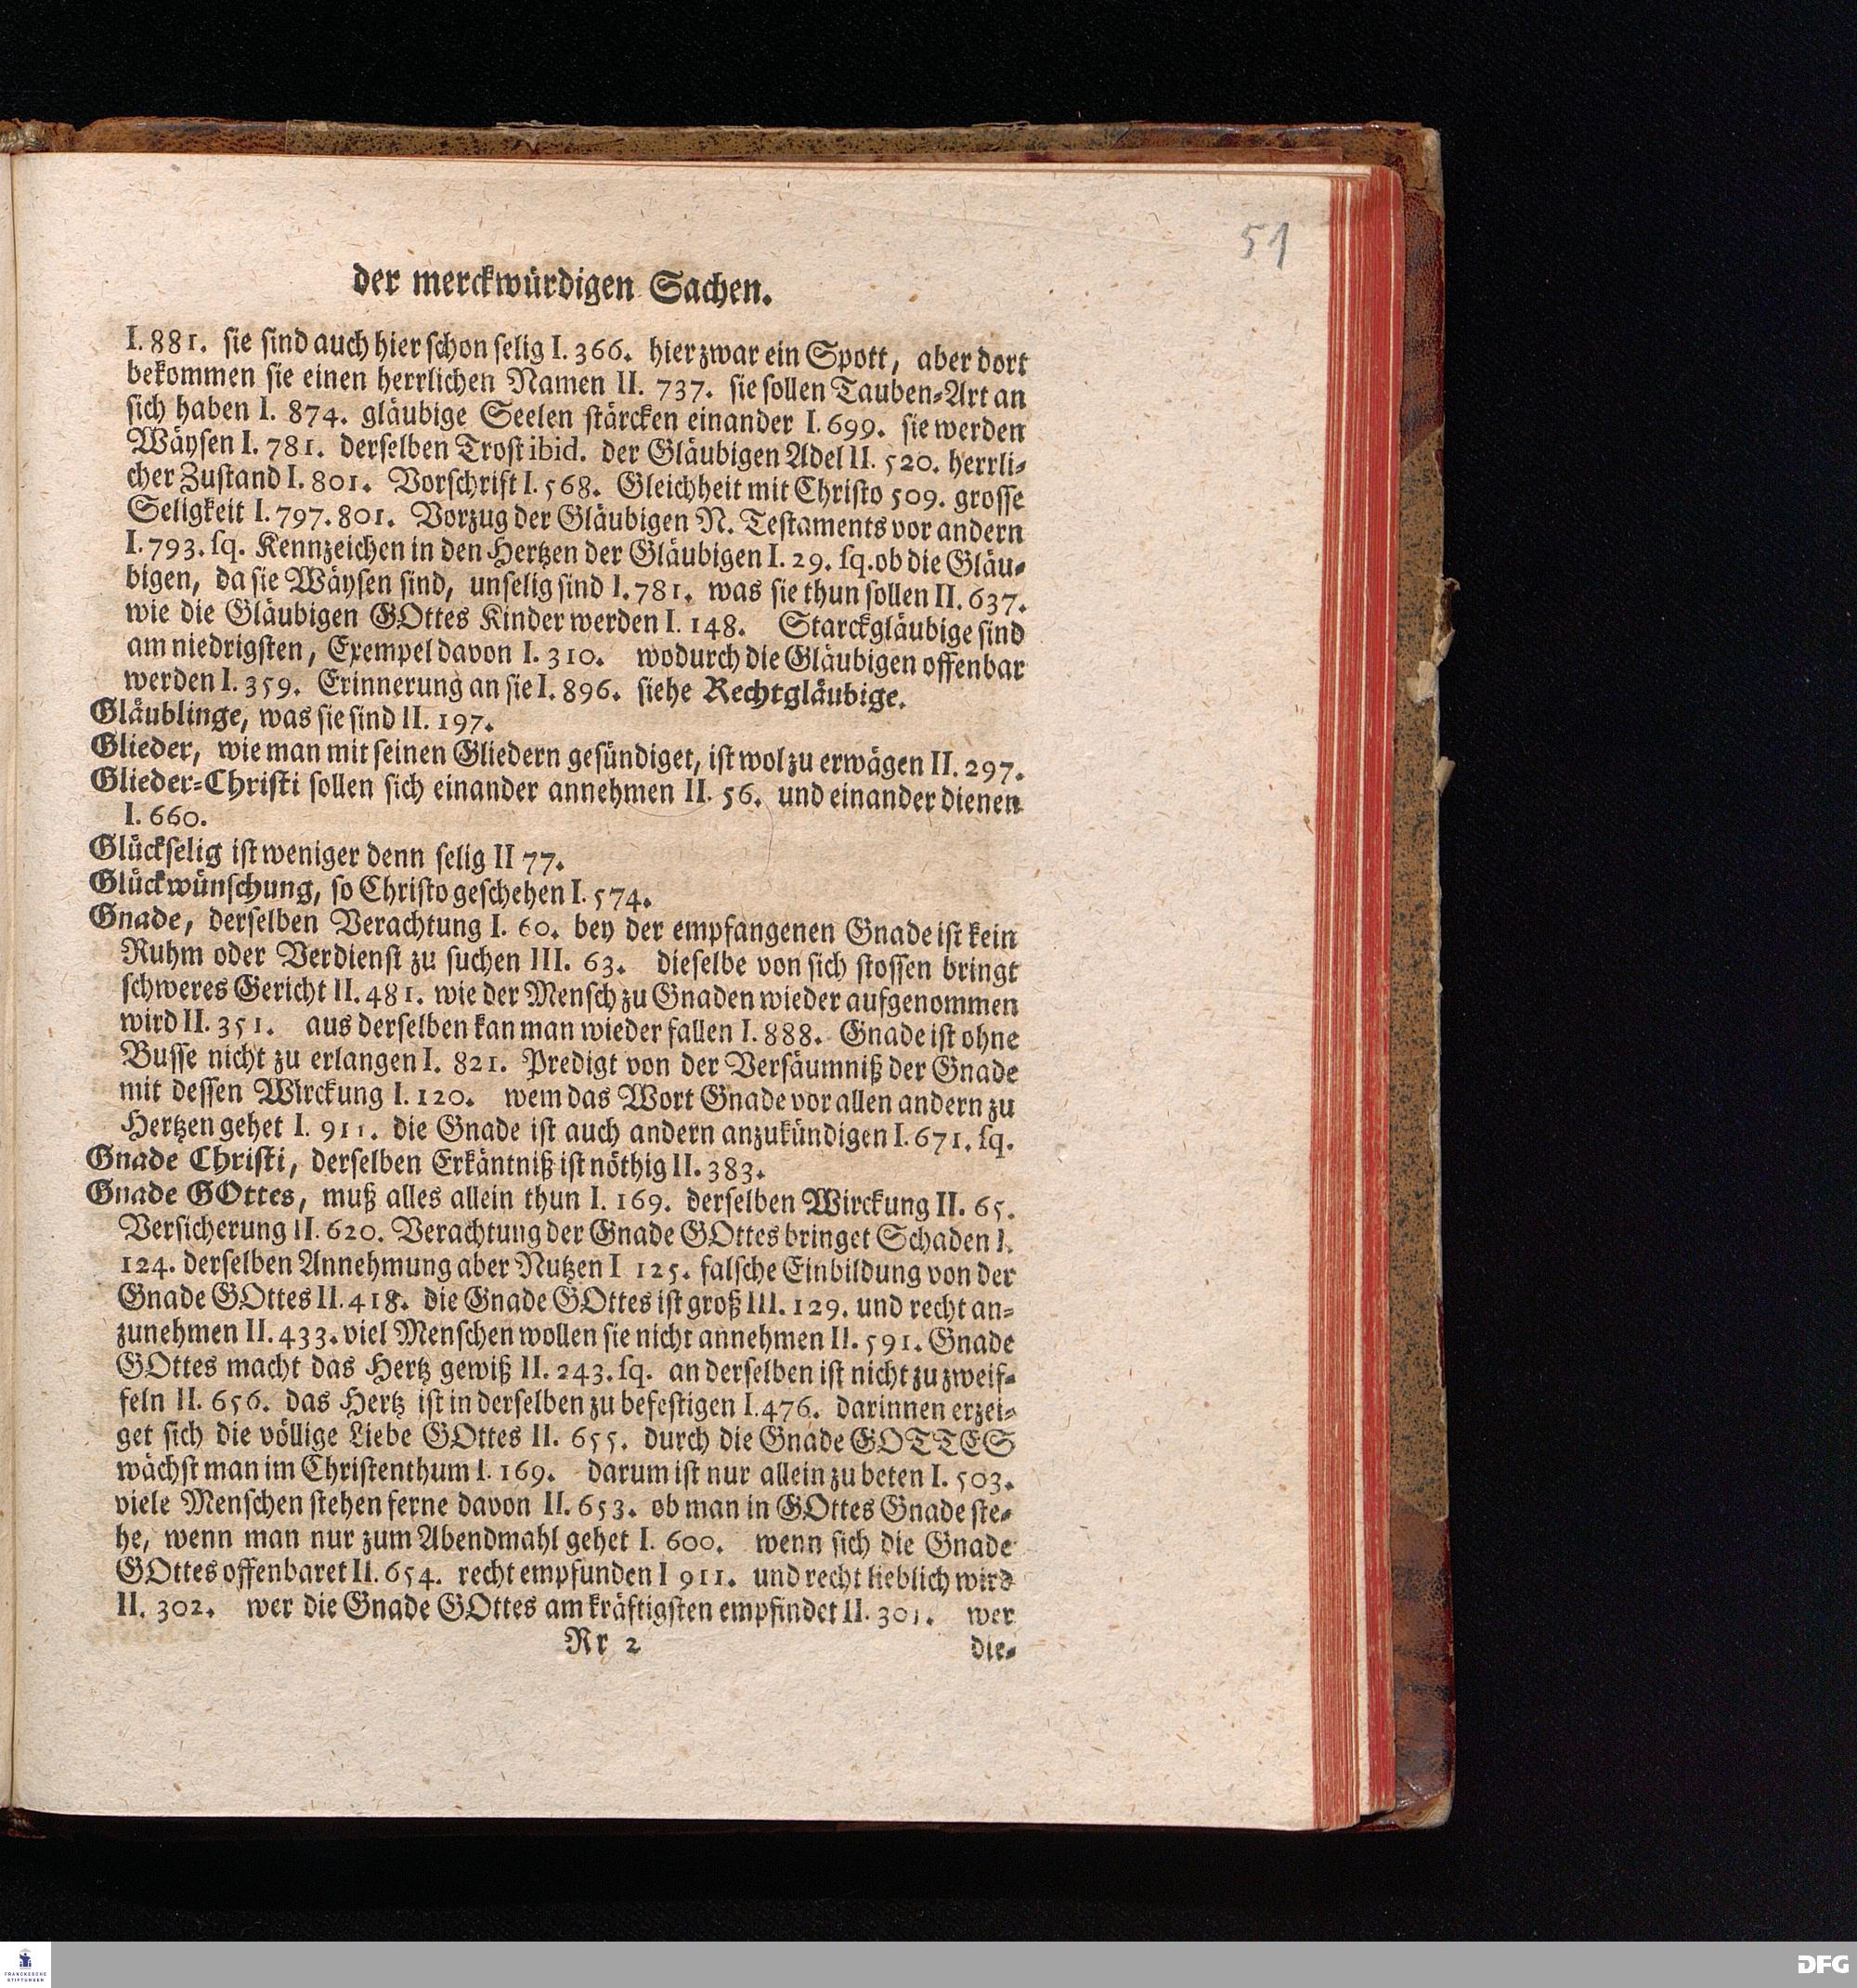 51
der merckwürdigen Sachen.
I. 881. sie sind auch hier schon selig I. 366. hier zwar ein Spott, aber dort
bekommen sie einen herrlichen Namen II. 737. sie sollen Tauben-Art an
sich haben I. 874. gläubige Seelen stärcken einander I. 699. sie werden
Wäysen I. 781. derselben Trost ibid. der Gläubigen Adel II. 520. herrli-
cher Zustand I. 801. Vorschrift I. 568. Gleichheit mit Christo 509. grosse
Seligkeit I. 797. 801. Vorzug der Gläubigen N. Testaments vor andern
I. 793. sq. Kennzeichen in den Hertzen der Gläubigen I. 29. sq. ob die Gläu-
bigen, da sie Wäysen sind, unselig sind I. 781. was sie thun sollen II. 637.
wie die Gläubigen GOttes Kinder werden I. 148. Starckgläubige sind
am niedrigsten, Exempel davon I. 310. wodurch die Gläubigen offenbar
werden I. 359. Erinnerung an sie I. 896. siehe Rechtgläubige.
Gläublinge, was sie sind II. 197.
Glieder, wie man mit seinen Gliedern gesündiget, ist wol zu erwägen II. 297.
Glieder-Christi sollen sich einander annehmen II. 56. und einander dienen
I. 660.
Glückselig ist weniger denn selig II 77.
Glückwünschung, so Christo geschehen I. 574.
Gnade, derselben Verachtung I. 60. bey der empfangenen Gnade ist kein
Ruhm oder Verdienst zu suchen III. 63. dieselbe von sich stossen bringt
schweres Gericht II. 481. wie der Mensch zu Gnaden wieder aufgenommen
wird II. 351. aus derselben kan man wieder fallen I. 888. Gnade ist ohne
Busse nicht zu erlangen I. 821. Predigt von der Versäumniß der Gnade
mit dessen Wirckung I. 120. wem das Wort Gnade vor allen andern zu
Hertzen gehet I. 911. die Gnade ist auch andern anzukündigen I. 671. sq.
Gnade Christi, derselben Erkäntniß ist nöthig II. 383.
Gnade GOttes, muß alles allein thun I. 169. derselben Wirckung II. 65.
Versicherung II. 620. Verachtung der Gnade GOttes bringet Schaden I.
124. derselben Annehmung aber Nutzen I 125. falsche Einbildung von der
Gnade GOttes II. 418. die Gnade GOttes ist groß III. 129. und recht an-
zunehmen II. 433. viel Menschen wollen sie nicht annehmen II. 591. Gnade
GOttes macht das Hertz gewiß II. 243. sq. an derselben ist nicht zu zweif-
feln II. 656. das Hertz ist in derselben zu befestigen I. 476. darinnen erzei-
get sich die völlige Liebe GOttes II. 655. durch die Gnade GOTTES
wächst man im Christenthum I. 169. darum ist nur allein zu beten I. 503.
viele Menschen stehen ferne davon II. 653. ob man in GOttes Gnade ste-
he, wenn man nur zum Abendmahl gehet I. 600. wenn sich die Gnade
GOttes offenbaret II. 654. recht empfunden I 911. und recht lieblich wird
II. 302. wer die Gnade GOttes am kräftigsten empfindet II. 301. wer
Rr 2 die-
FRANCKESCHE
STIFTUNGEN
DFG